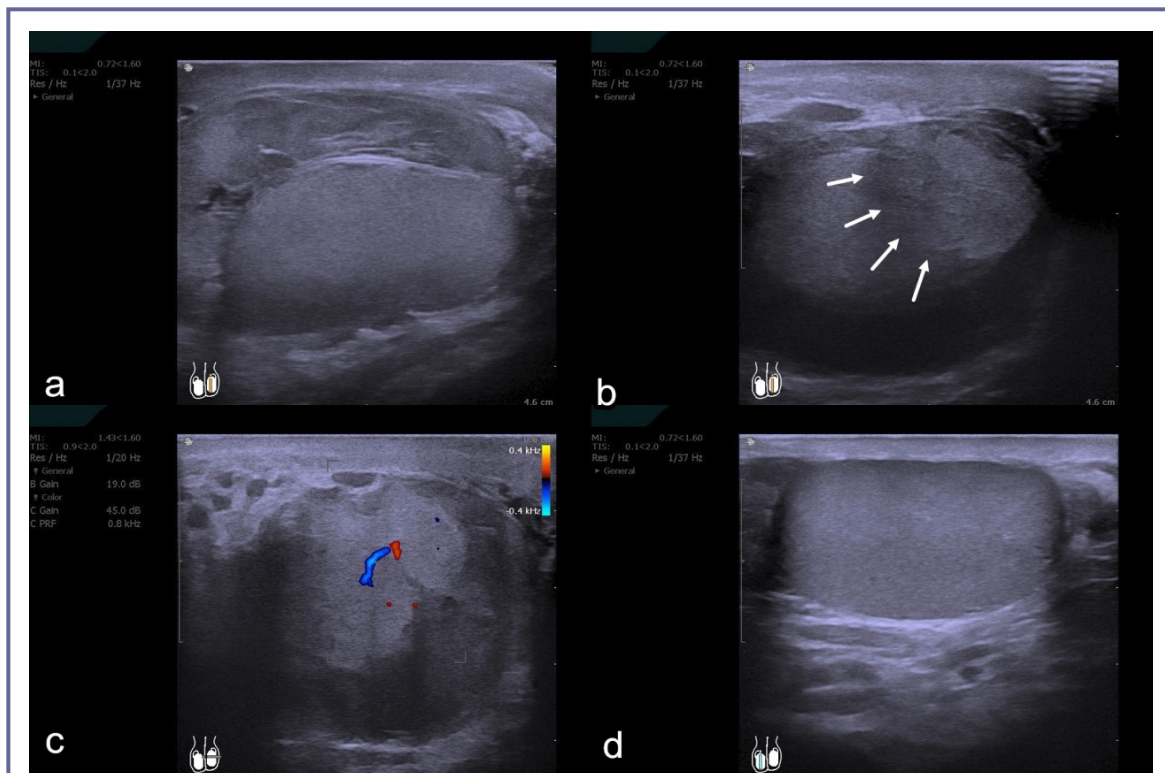 MI: 0.72<1.60
TIS: 0.1<2.0
Res / Hz 1/37 Hz
General
4.6 cm
a
MI: 0.72<1.60
TIS: 0.1<2.0
Res / Hz 1/37 Hz
General
4.6 cm
b
MI: 1.43<1.60
TIS: 0.9<2.0
Res / Hz 1/20 Hz
General
B Gain 19.0 dB
Color
C Gain 45.0 dB
C PRF 0.8 kHz
0.4 kHz
-0.4 kHz
c
MI: 0.72<1.60
TIS: 0.1<2.0
Res / Hz 1/37 Hz
General
d